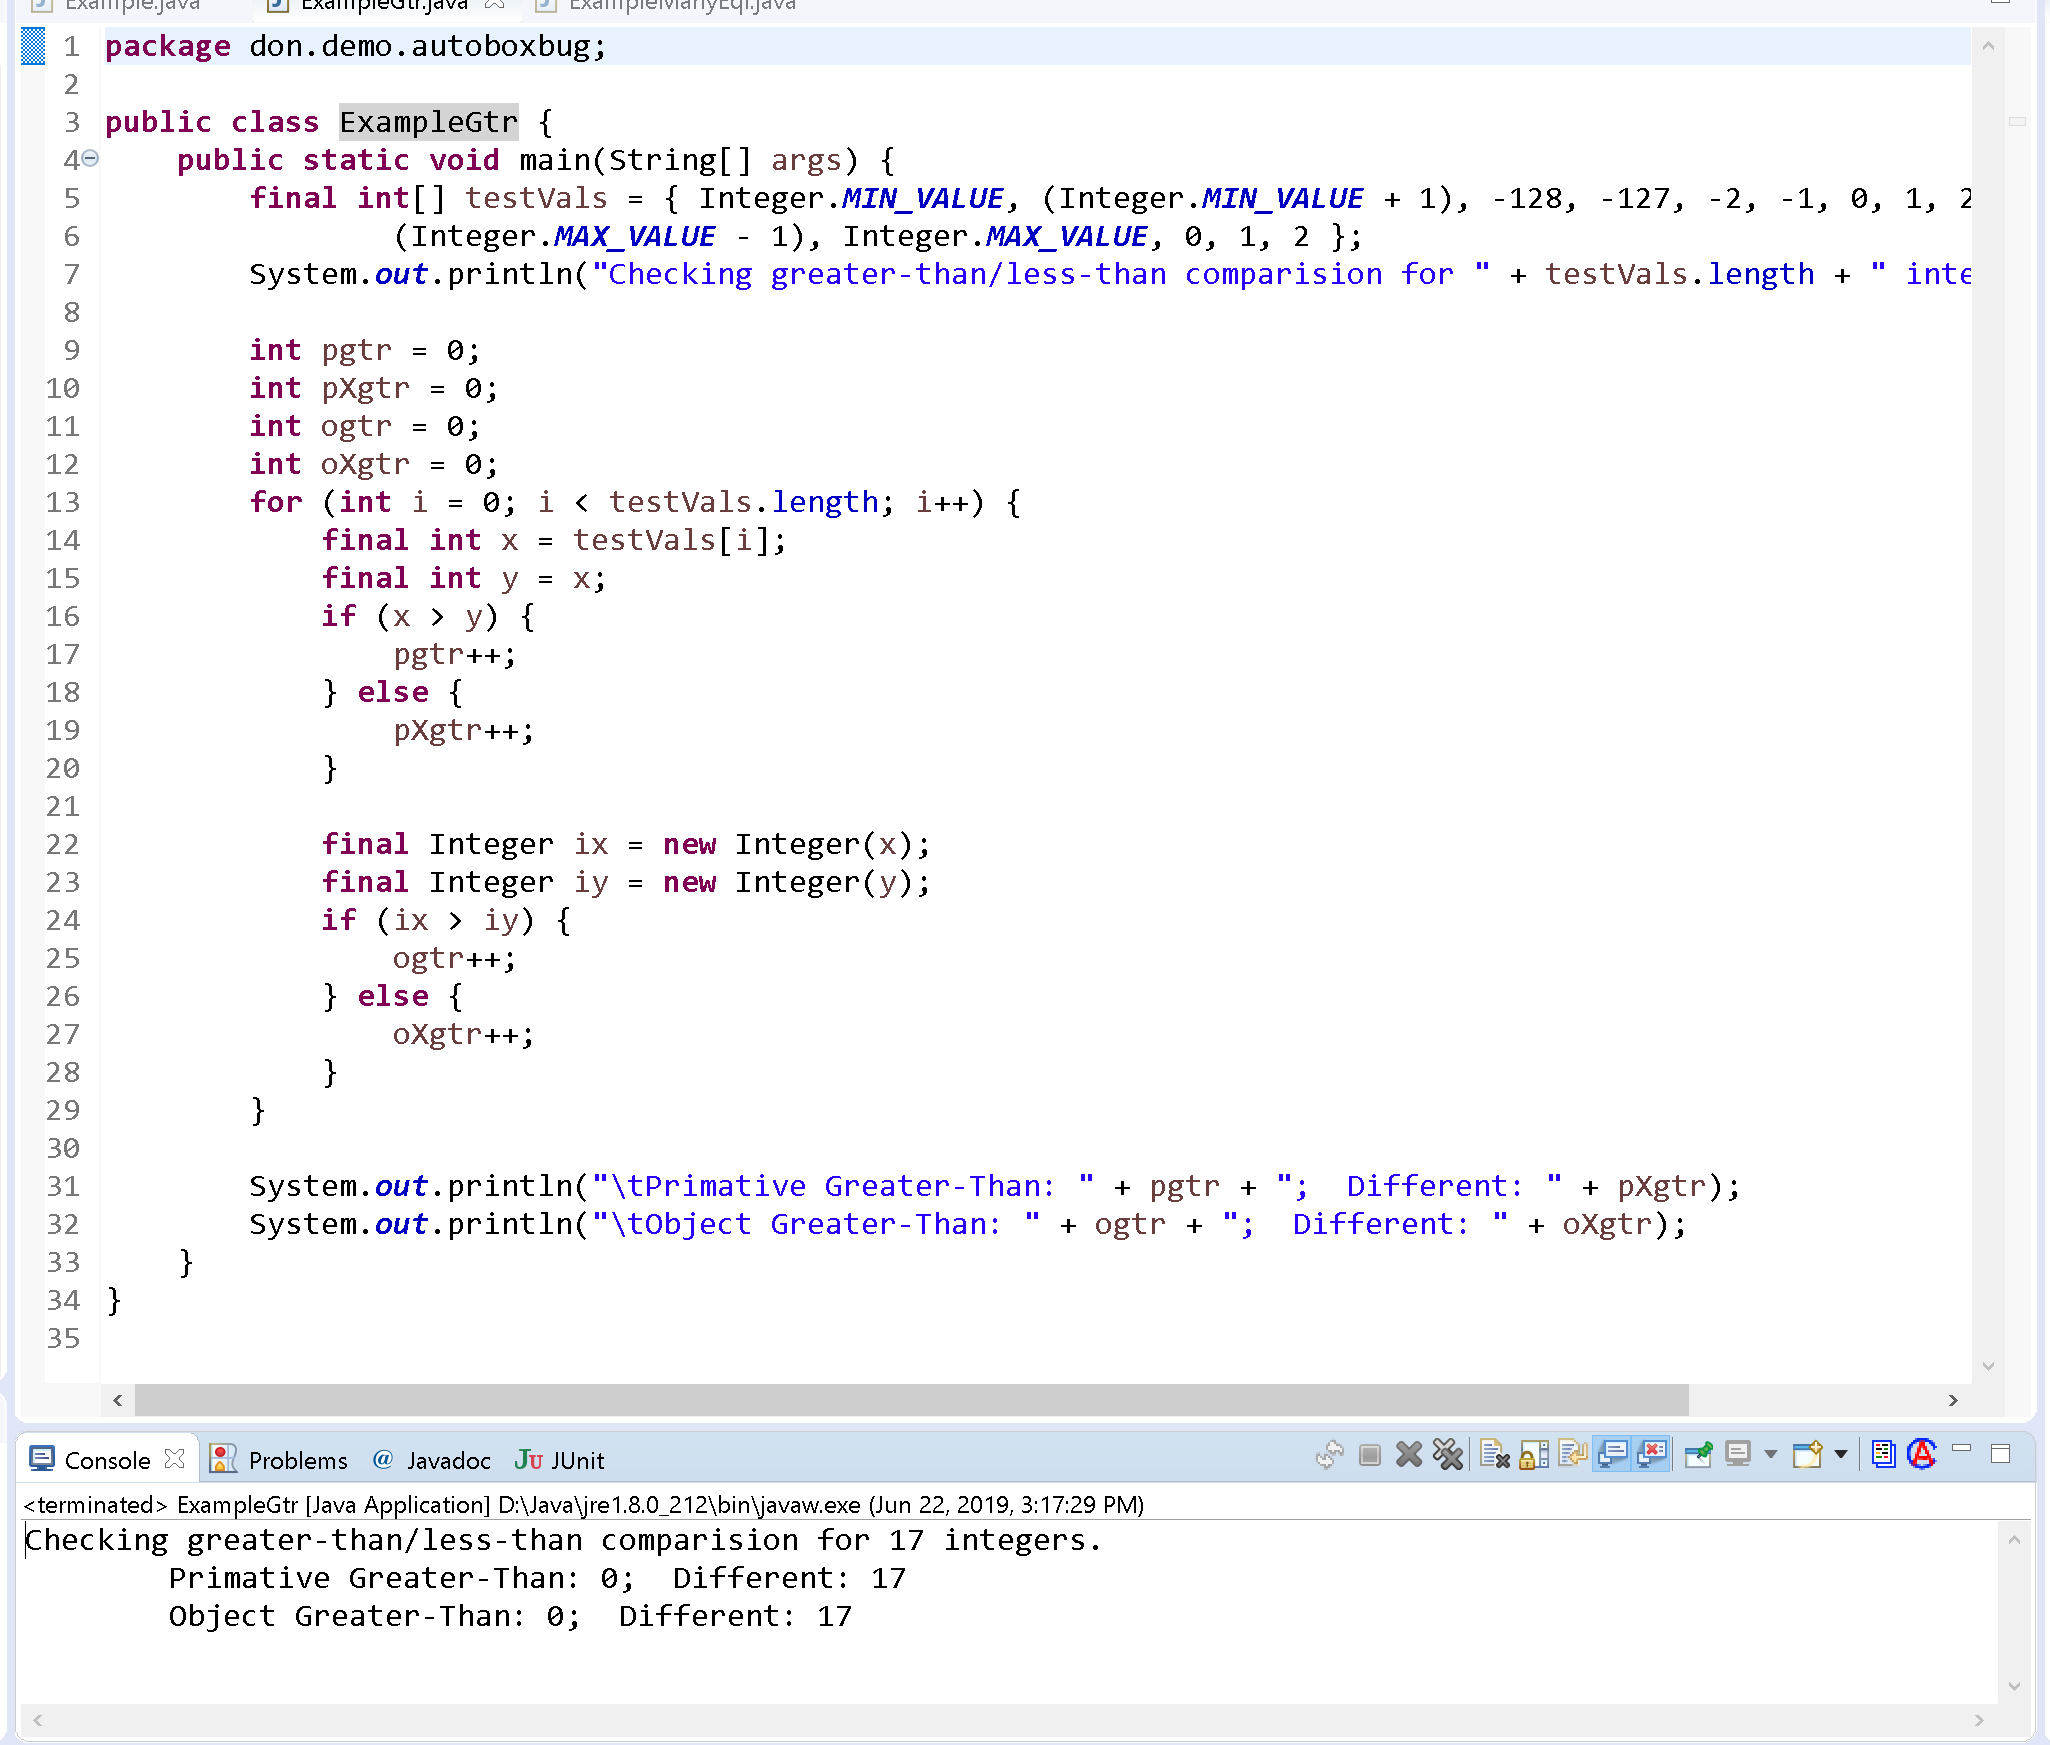 Example.java ExampleGtr.java ExampleManyEql.java
1 package don.demo.autoboxbug;
2
3 public class ExampleGtr {
4 public static void main(String[] args) {
5 final int[] testVals = { Integer.MIN_VALUE, (Integer.MIN_VALUE + 1), -128, -127, -2, -1, 0, 1, 2
6 (Integer.MAX_VALUE - 1), Integer.MAX_VALUE, 0, 1, 2 };
7 System.out.println("Checking greater-than/less-than comparision for " + testVals.length + " inte
8
9 int pgtr = 0;
10 int pXgtr = 0;
11 int ogtr = 0;
12 int oXgtr = 0;
13 for (int i = 0; i < testVals.length; i++) {
14 final int x = testVals[i];
15 final int y = x;
16 if (x > y) {
17 pgtr++;
18 } else {
19 pXgtr++;
20 }
21
22 final Integer ix = new Integer(x);
23 final Integer iy = new Integer(y);
24 if (ix > iy) {
25 ogtr++;
26 } else {
27 oXgtr++;
28 }
29 }
30
31 System.out.println("\tPrimative Greater-Than: " + pgtr + ";  Different: " + pXgtr);
32 System.out.println("\tObject Greater-Than: " + ogtr + ";  Different: " + oXgtr);
33 }
34 }
35
Console Problems @ Javadoc Ju JUnit
<terminated> ExampleGtr [Java Application] D:\Java\jre1.8.0_212\bin\javaw.exe (Jun 22, 2019, 3:17:29 PM)
Checking greater-than/less-than comparision for 17 integers.
Primative Greater-Than: 0;  Different: 17
Object Greater-Than: 0;  Different: 17